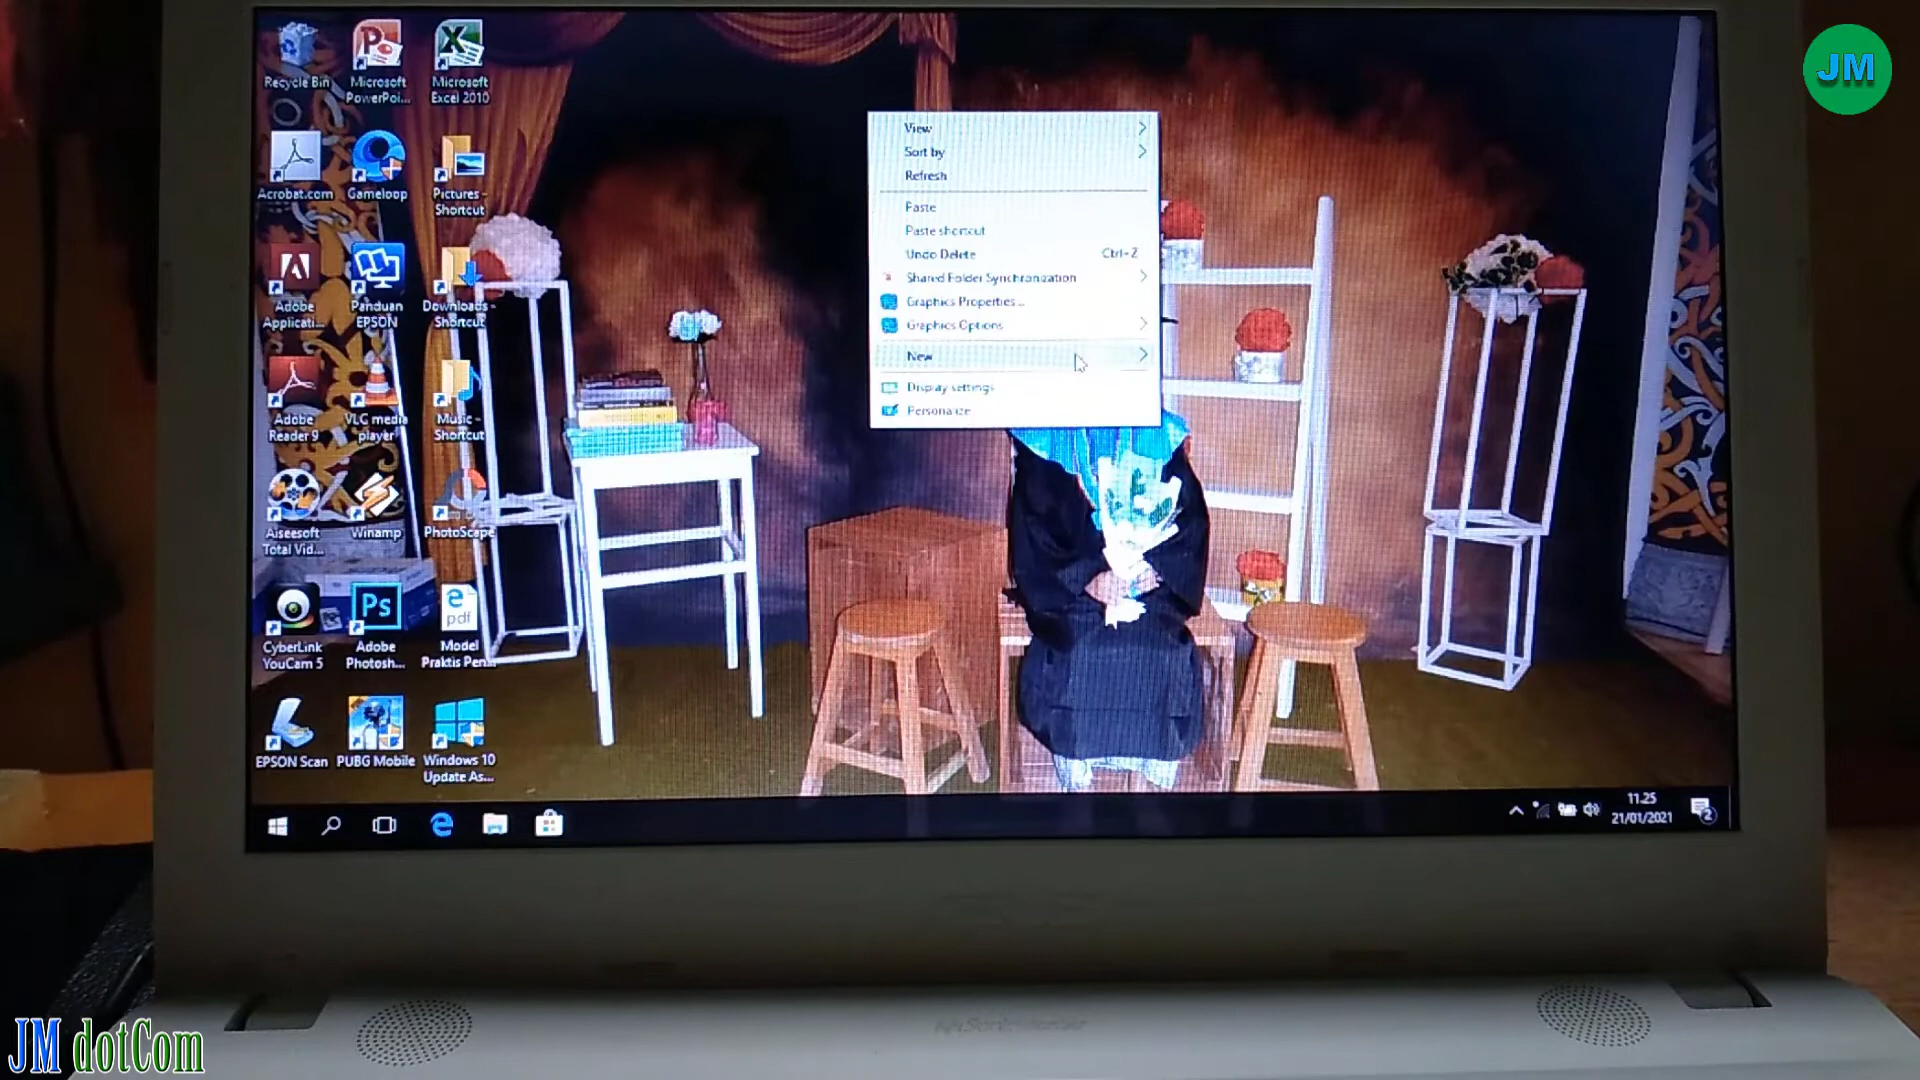 JM
Recycle Bin
Microsoft
PowerPoi...
Microsoft
Excel 2010
Acrobat.com
Gameloop
Pictures -
Shortcut
Adobe
Applicati...
Panduan
EPSON
Downloads -
Shortcut
Adobe
Reader 9
VLC media
player
Music -
Shortcut
Aiseesoft
Total Vid...
Winamp
PhotoScape
CyberLink
YouCam 5
Ps
Adobe
Photosh...
pdf
Model
Praktis Pen...
EPSON Scan
PUBG Mobile
Windows 10
Update As...
View
Sort by
Refresh
Paste
Paste shortcut
Undo Delete Ctrl+Z
Shared Folder Synchronization
Graphics Properties...
Graphics Options
New
Display settings
Personalize
11.25
21/01/2021
2
JM dotCom